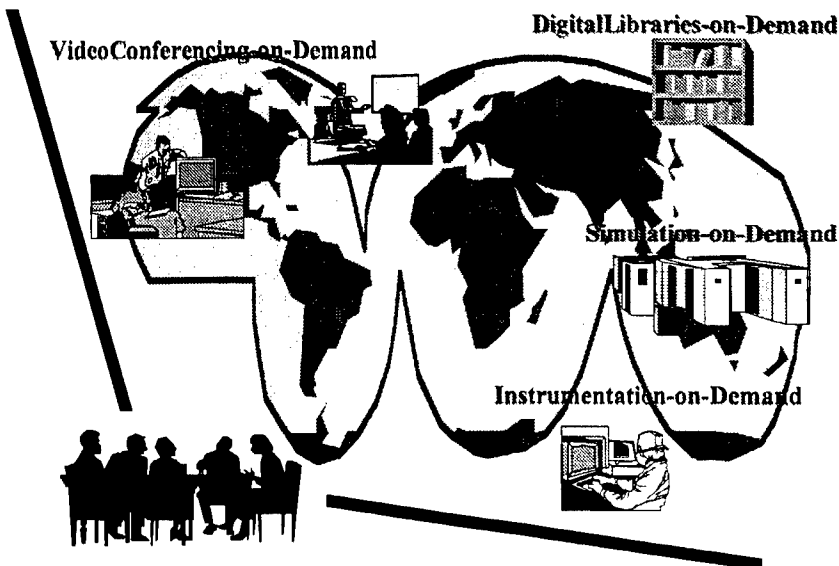 DigitalLibraries-on-Demand
VideoConferencing-on-Demand
Simulation-on-Demand
Instrumentation-on-Demand